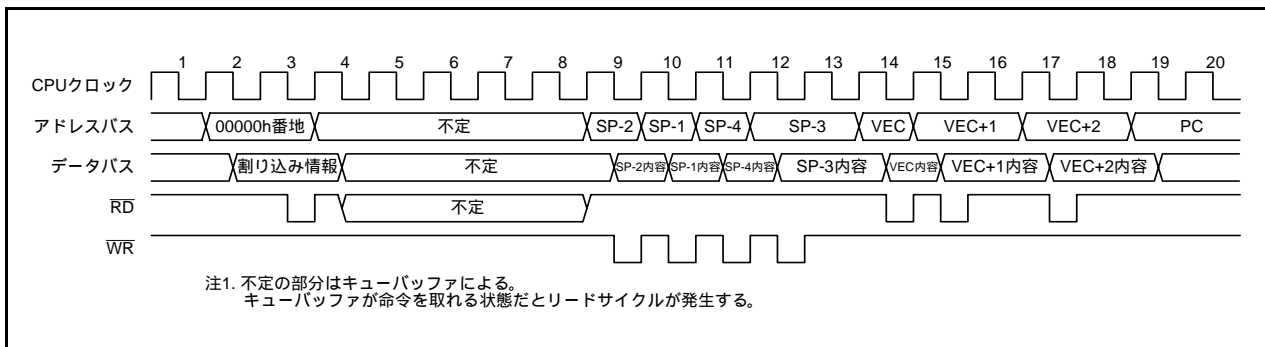 1 2 3 4 5 6 7 8 9 10 11 12 13 14 15 16 17 18 19 20
CPUクロック
アドレスバス 00000h番地 不定 SP-2 SP-1 SP-4 SP-3 VEC VEC+1 VEC+2 PC
データバス 割り込み情報 不定 SP-2内容 SP-1内容 SP-4内容 SP-3内容 VEC内容 VEC+1内容 VEC+2内容
RD 不定
WR
注1. 不定の部分はキューバッファによる。
キューバッファが命令を取れる状態だとリードサイクルが発生する。